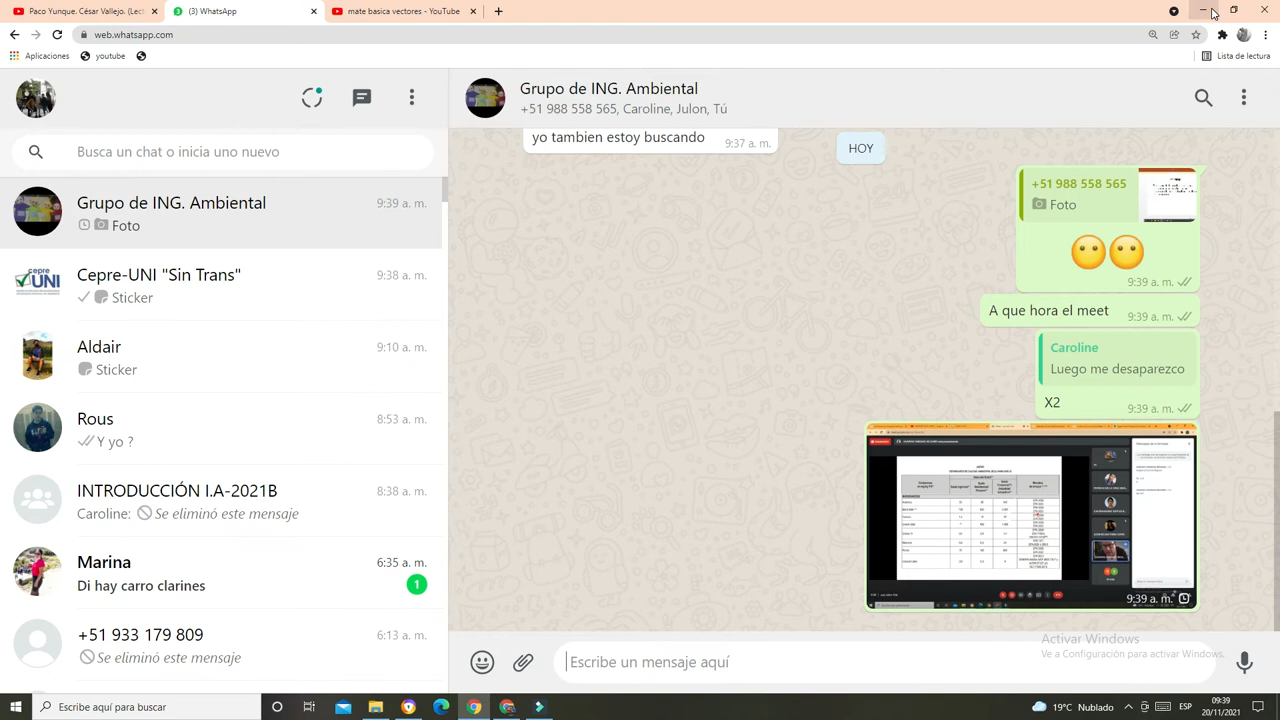 Paco Yunque. César Vallejo. (Lect
(3) WhatsApp
mate basica vectores - YouTube
web.whatsapp.com
Aplicaciones
youtube
Lista de lectura
Grupo de ING. Ambiental
+51 988 558 565, Caroline, Julon, Tú
Busca un chat o inicia uno nuevo
Grupo de ING. Ambiental
9:39 a. m.
Foto
Cepre-UNI "Sin Trans"
9:38 a. m.
Sticker
cepre
UNI
Aldair
9:10 a. m.
Sticker
Rous
8:53 a. m.
Y yo ?
INTRODUCCIÓN I.A-2021B
8:38 a. m.
Caroline: Se eliminó este mensaje
Marina
6:35 a. m.
Di hay carro clarines
1
+51 933 179 809
6:13 a. m.
Se eliminó este mensaje
yo tambien estoy buscando
9:37 a. m.
HOY
+51 988 558 565
Foto
9:39 a. m.
A que hora el meet
9:39 a. m.
Caroline
Luego me desaparezco
X2
9:39 a. m.
9:39 a. m.
Activar Windows
Ve a Configuración para activar Windows.
Escribe un mensaje aquí
Escribe aquí para buscar
19°C Nublado
ESP
09:39
20/11/2021